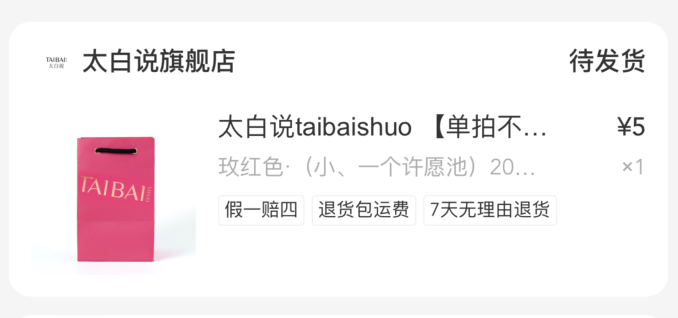 TAIBAI
太白说
太白说旗舰店
待发货
太白说taibaishuo 【单拍不...
¥5
玫红色·（小、一个许愿池）20...
×1
TAIBAI
假一赔四
退货包运费
7天无理由退货